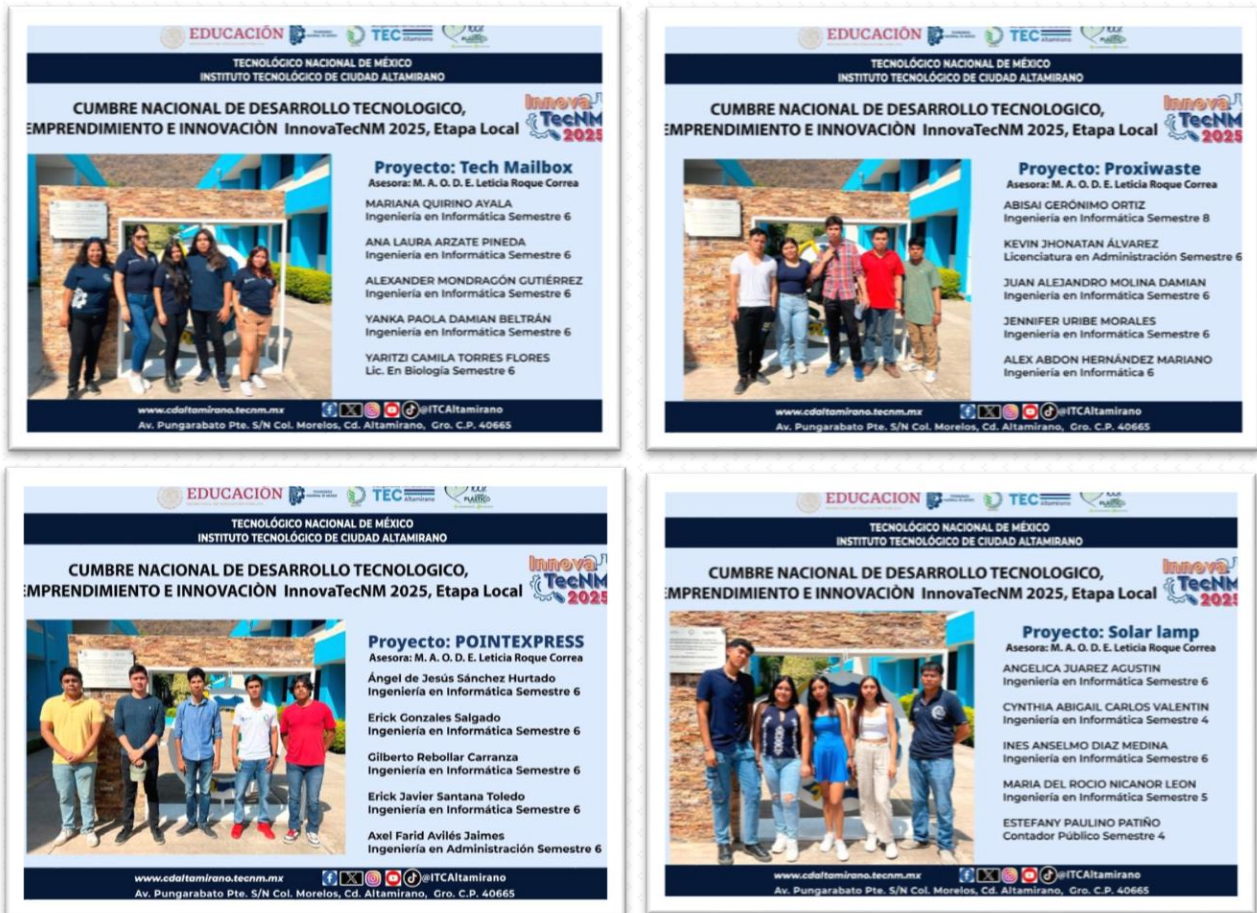 EDUCACIÓN
TEC Altamirano
TECNOLÓGICO NACIONAL DE MÉXICO
INSTITUTO TECNOLÓGICO DE CIUDAD ALTAMIRANO
CUMBRE NACIONAL DE DESARROLLO TECNOLOGICO,
EMPRENDIMIENTO E INNOVACIÒN InnovaTecNM 2025, Etapa Local
Innova
TecNM
2025
Proyecto: Tech Mailbox
Asesora: M. A. O. D. E. Leticia Roque Correa
MARIANA QUIRINO AYALA
Ingeniería en Informática Semestre 6
ANA LAURA ARZATE PINEDA
Ingeniería en Informática Semestre 6
ALEXANDER MONDRAGÓN GUTIÉRREZ
Ingeniería en Informática Semestre 6
YANKA PAOLA DAMIAN BELTRÁN
Ingeniería en Informática Semestre 6
YARITZI CAMILA TORRES FLORES
Lic. En Biología Semestre 6
www.cdaltamirano.tecnm.mx @ITCAltamirano
Av. Pungarabato Pte. S/N Col. Morelos, Cd. Altamirano, Gro. C.P. 40665
EDUCACIÓN
TEC Altamirano
TECNOLÓGICO NACIONAL DE MÉXICO
INSTITUTO TECNOLÓGICO DE CIUDAD ALTAMIRANO
CUMBRE NACIONAL DE DESARROLLO TECNOLOGICO,
EMPRENDIMIENTO E INNOVACIÒN InnovaTecNM 2025, Etapa Local
Innova
TecNM
2025
Proyecto: Proxiwaste
Asesora: M. A. O. D. E. Leticia Roque Correa
ABISAI GERÓNIMO ORTIZ
Ingeniería en Informática Semestre 8
KEVIN JHONATAN ÁLVAREZ
Licenciatura en Administración Semestre 6
JUAN ALEJANDRO MOLINA DAMIAN
Ingeniería en Informática Semestre 6
JENNIFER URIBE MORALES
Ingeniería en Informática Semestre 6
ALEX ABDON HERNÁNDEZ MARIANO
Ingeniería en Informática 6
www.cdaltamirano.tecnm.mx @ITCAltamirano
Av. Pungarabato Pte. S/N Col. Morelos, Cd. Altamirano, Gro. C.P. 40665
EDUCACIÓN
TEC Altamirano
PLÁSTICO
TECNOLÓGICO NACIONAL DE MÉXICO
INSTITUTO TECNOLÓGICO DE CIUDAD ALTAMIRANO
CUMBRE NACIONAL DE DESARROLLO TECNOLOGICO,
EMPRENDIMIENTO E INNOVACIÒN InnovaTecNM 2025, Etapa Local
Innova
TecNM
2025
Proyecto: POINTEXPRESS
Asesora: M. A. O. D. E. Leticia Roque Correa
Ángel de Jesús Sánchez Hurtado
Ingeniería en Informática Semestre 6
Erick Gonzales Salgado
Ingeniería en Informática Semestre 6
Gilberto Rebollar Carranza
Ingeniería en Informática Semestre 6
Erick Javier Santana Toledo
Ingeniería en Informática Semestre 6
Axel Farid Avilés Jaimes
Ingeniería en Administración Semestre 6
www.cdaltamirano.tecnm.mx @ITCAltamirano
Av. Pungarabato Pte. S/N Col. Morelos, Cd. Altamirano, Gro. C.P. 40665
EDUCACIÓN
TEC Altamirano
TECNOLÓGICO NACIONAL DE MÉXICO
INSTITUTO TECNOLÓGICO DE CIUDAD ALTAMIRANO
CUMBRE NACIONAL DE DESARROLLO TECNOLOGICO,
EMPRENDIMIENTO E INNOVACIÒN InnovaTecNM 2025, Etapa Local
Innova
TecNM
2025
Proyecto: Solar lamp
Asesora: M. A. O. D. E. Leticia Roque Correa
ANGELICA JUAREZ AGUSTIN
Ingeniería en Informática Semestre 6
CYNTHIA ABIGAIL CARLOS VALENTIN
Ingeniería en Informática Semestre 4
INES ANSELMO DIAZ MEDINA
Ingeniería en Informática Semestre 6
MARIA DEL ROCIO NICANOR LEON
Ingeniería en Informática Semestre 5
ESTEFANY PAULINO PATIÑO
Contador Público Semestre 4
www.cdaltamirano.tecnm.mx @ITCAltamirano
Av. Pungarabato Pte. S/N Col. Morelos, Cd. Altamirano, Gro. C.P. 40665